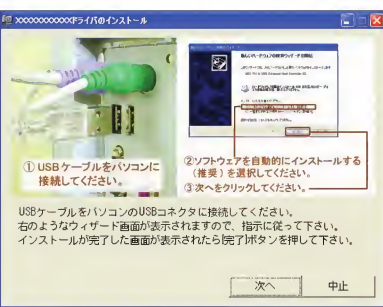 XXXXXXXXXXXXドライバのインストール
① USBケーブルをパソコンに
接続してください。
②ソフトウェアを自動的にインストールする
(推奨)を選択してください。
③次へをクリックしてください。
USBケーブルをパソコンのUSBコネクタに接続してください。
右のようなウィザード画面が表示されますので、指示に従って下さい。
インストールが完了した画面が表示されたら[完了]ボタンを押して下さい。
次へ
中止